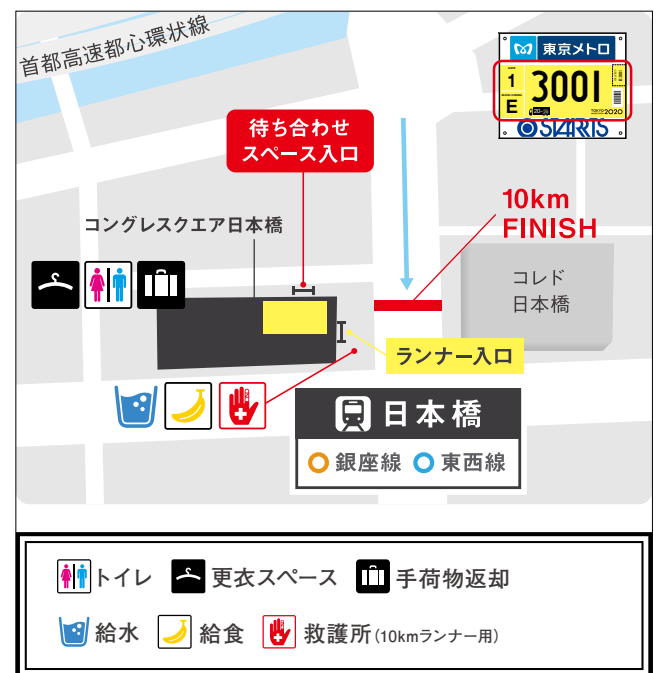 首都高速都心環状線
東京メトロ
1
3001
E
TOKYO 2020
STARTS
待ち合わせ
スペース入口
10km
FINISH
コングレスクエア日本橋
コレド
日本橋
ランナー入口
日本橋
銀座線 東西線
トイレ 更衣スペース 手荷物返却
給水 給食 救護所(10kmランナー用)